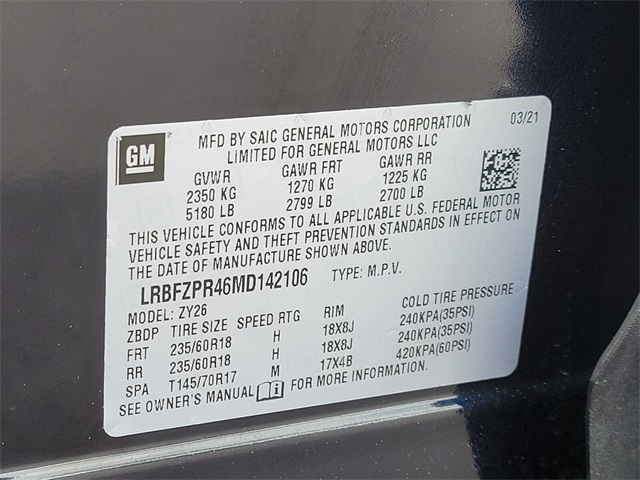 GM
MFD BY SAIC GENERAL MOTORS CORPORATION
LIMITED FOR GENERAL MOTORS LLC
03/21
GVWR GAWR FRT GAWR RR
2350 KG 1270 KG 1225 KG
5180 LB 2799 LB 2700 LB
THIS VEHICLE CONFORMS TO ALL APPLICABLE U.S. FEDERAL MOTOR
VEHICLE SAFETY AND THEFT PREVENTION STANDARDS IN EFFECT ON
THE DATE OF MANUFACTURE SHOWN ABOVE.
LRBFZPR46MD142106 TYPE: M.P.V.
MODEL: ZY26
ZBDP TIRE SIZE SPEED RTG RIM COLD TIRE PRESSURE
FRT 235/60R18 H 18X8J 240KPA(35PSI)
RR 235/60R18 H 18X8J 240KPA(35PSI)
SPA T145/70R17 M 17X4B 420KPA(60PSI)
SEE OWNER'S MANUAL FOR MORE INFORMATION.